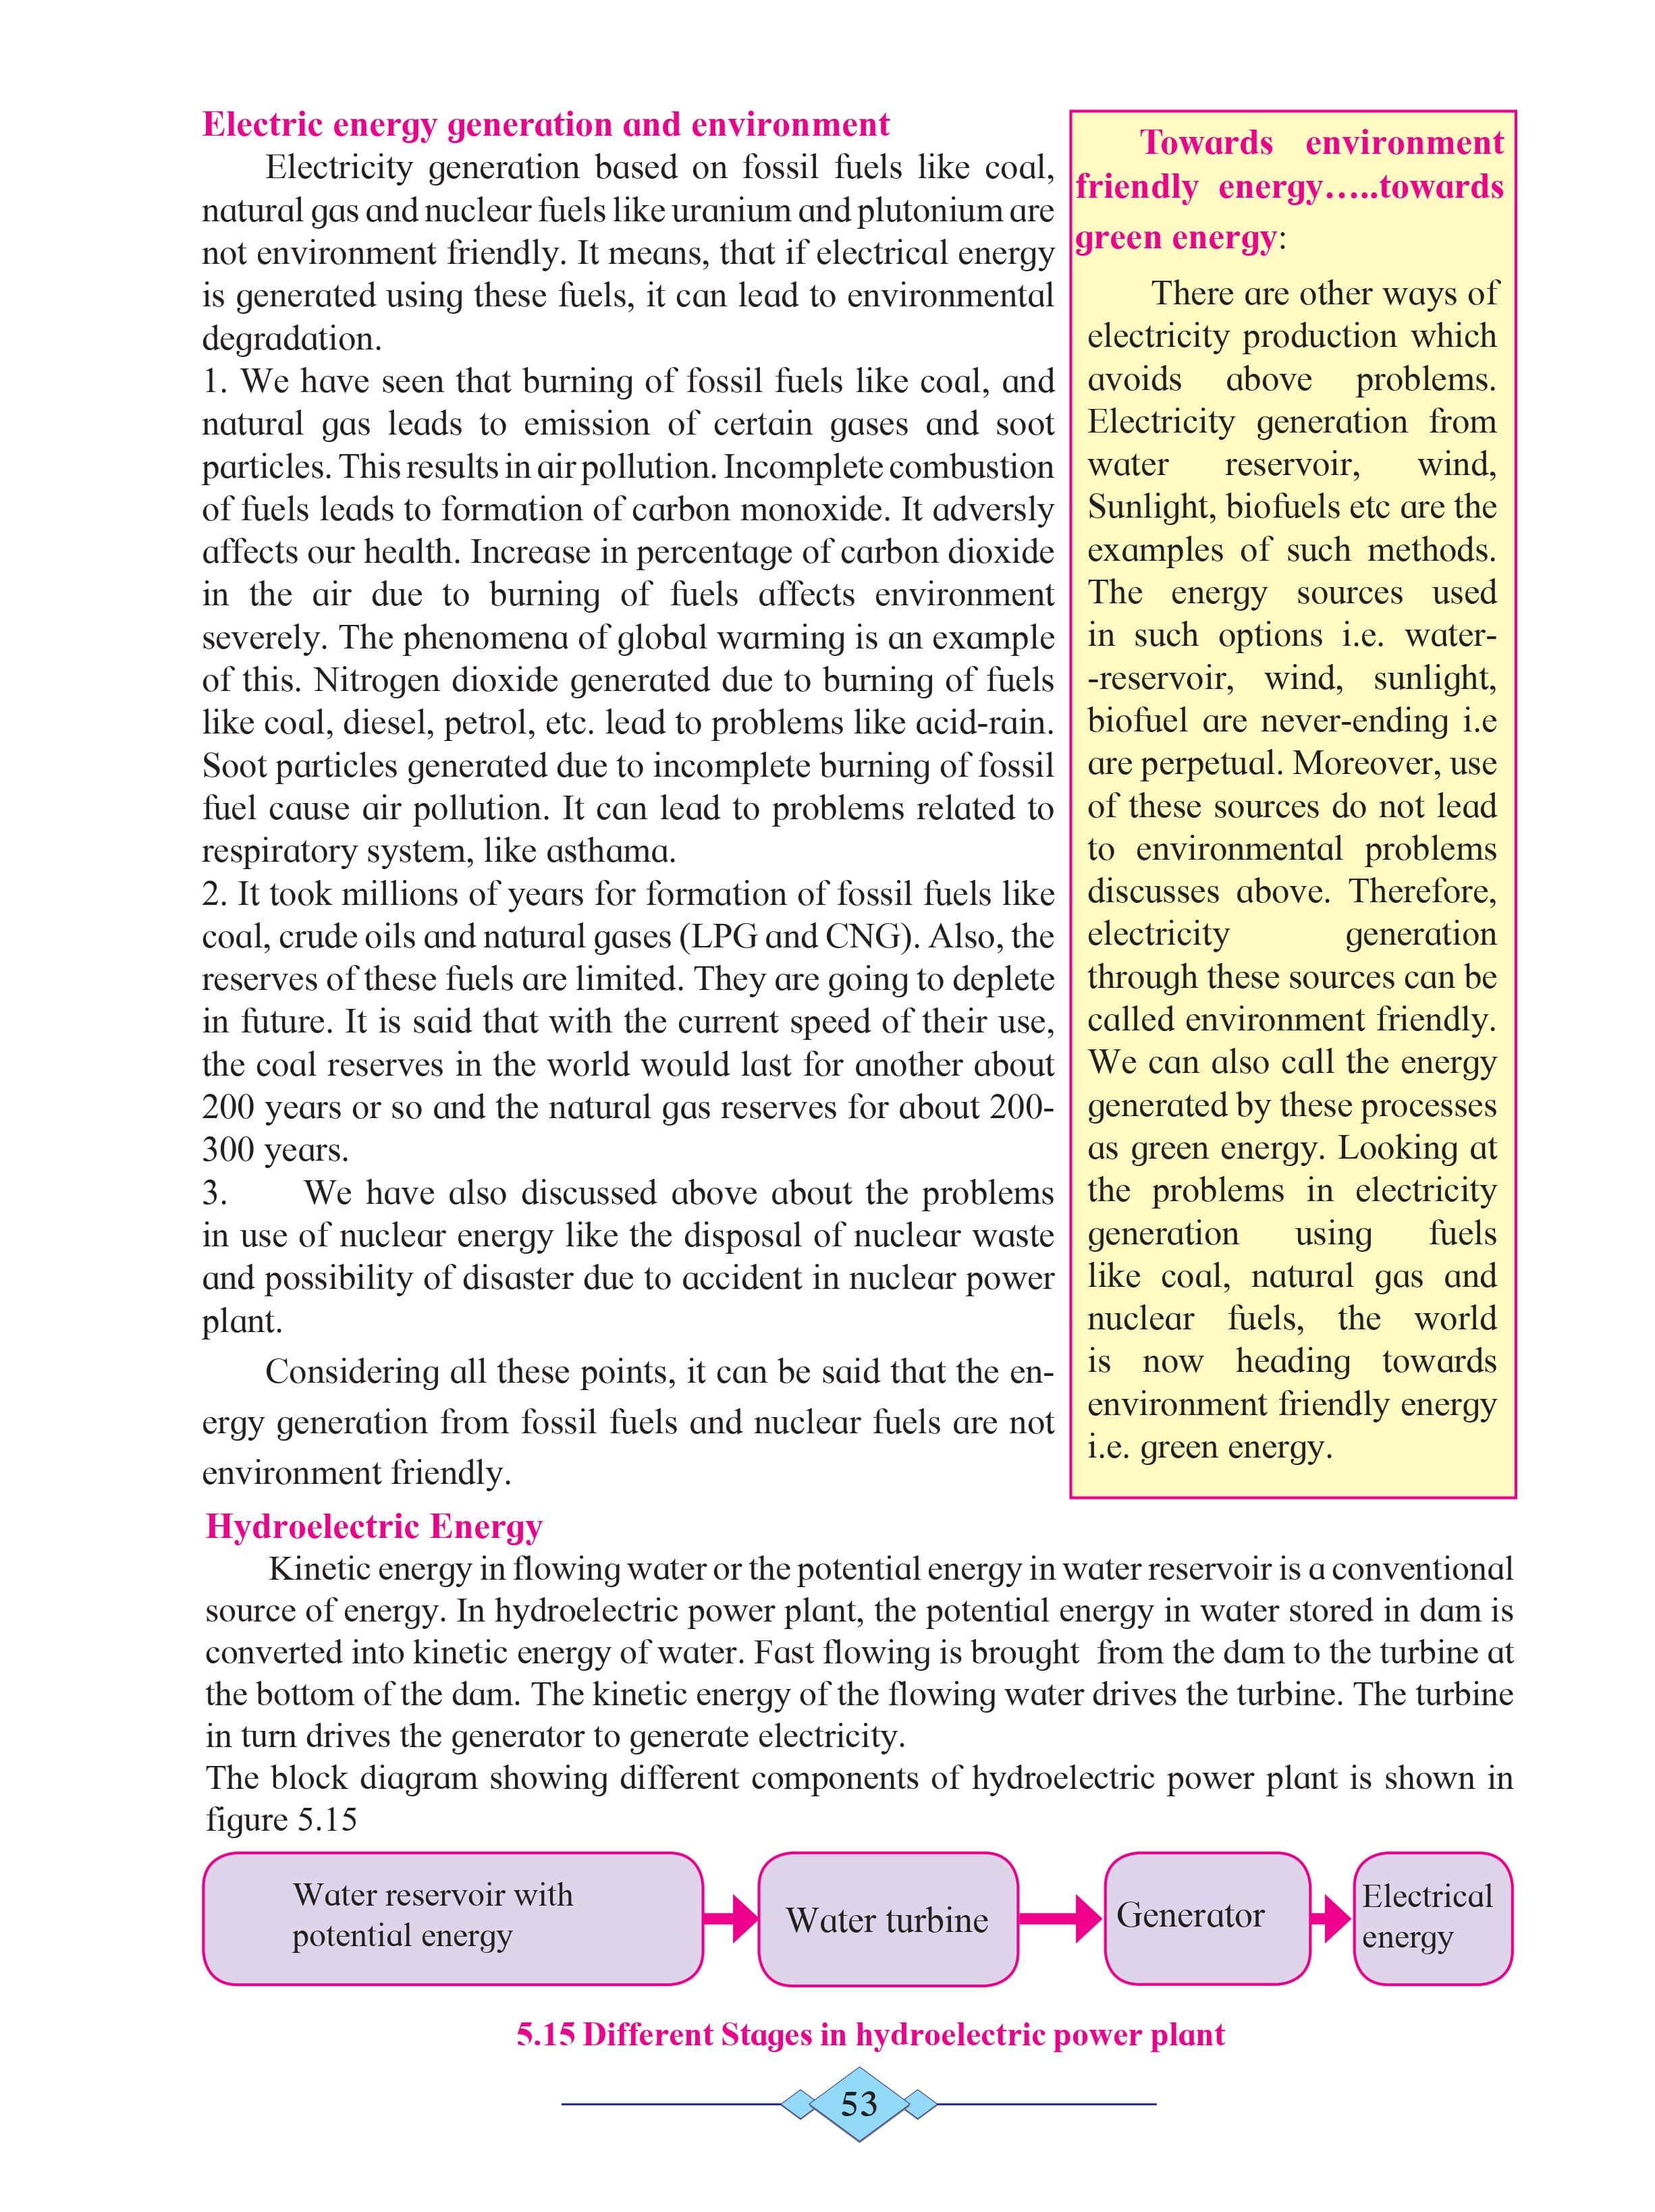 Electric energy generation and environment
Electricity generation based on fossil fuels like coal,
natural gas and nuclear fuels like uranium and plutonium are
not environment friendly. It means, that if electrical energy
is generated using these fuels, it can lead to environmental
degradation.
1. We have seen that burning of fossil fuels like coal, and
natural gas leads to emission of certain gases and soot
particles. This results in air pollution. Incomplete combustion
of fuels leads to formation of carbon monoxide. It adversly
affects our health. Increase in percentage of carbon dioxide
in the air due to burning of fuels affects environment
severely. The phenomena of global warming is an example
of this. Nitrogen dioxide generated due to burning of fuels
like coal, diesel, petrol, etc. lead to problems like acid-rain.
Soot particles generated due to incomplete burning of fossil
fuel cause air pollution. It can lead to problems related to
respiratory system, like asthama.
2. It took millions of years for formation of fossil fuels like
coal, crude oils and natural gases (LPG and CNG). Also, the
reserves of these fuels are limited. They are going to deplete
in future. It is said that with the current speed of their use,
the coal reserves in the world would last for another about
200 years or so and the natural gas reserves for about 200-
300 years.
3. We have also discussed above about the problems
in use of nuclear energy like the disposal of nuclear waste
and possibility of disaster due to accident in nuclear power
plant.
Considering all these points, it can be said that the en-
ergy generation from fossil fuels and nuclear fuels are not
environment friendly.
Towards environment
friendly energy.....towards
green energy:
There are other ways of
electricity production which
avoids above problems.
Electricity generation from
water reservoir, wind,
Sunlight, biofuels etc are the
examples of such methods.
The energy sources used
in such options i.e. water-
-reservoir, wind, sunlight,
biofuel are never-ending i.e
are perpetual. Moreover, use
of these sources do not lead
to environmental problems
discusses above. Therefore,
electricity generation
through these sources can be
called environment friendly.
We can also call the energy
generated by these processes
as green energy. Looking at
the problems in electricity
generation using fuels
like coal, natural gas and
nuclear fuels, the world
is now heading towards
environment friendly energy
i.e. green energy.
Hydroelectric Energy
Kinetic energy in flowing water or the potential energy in water reservoir is a conventional
source of energy. In hydroelectric power plant, the potential energy in water stored in dam is
converted into kinetic energy of water. Fast flowing is brought from the dam to the turbine at
the bottom of the dam. The kinetic energy of the flowing water drives the turbine. The turbine
in turn drives the generator to generate electricity.
The block diagram showing different components of hydroelectric power plant is shown in
figure 5.15
Water reservoir with
potential energy
Water turbine
Generator
Electrical
energy
5.15 Different Stages in hydroelectric power plant
53